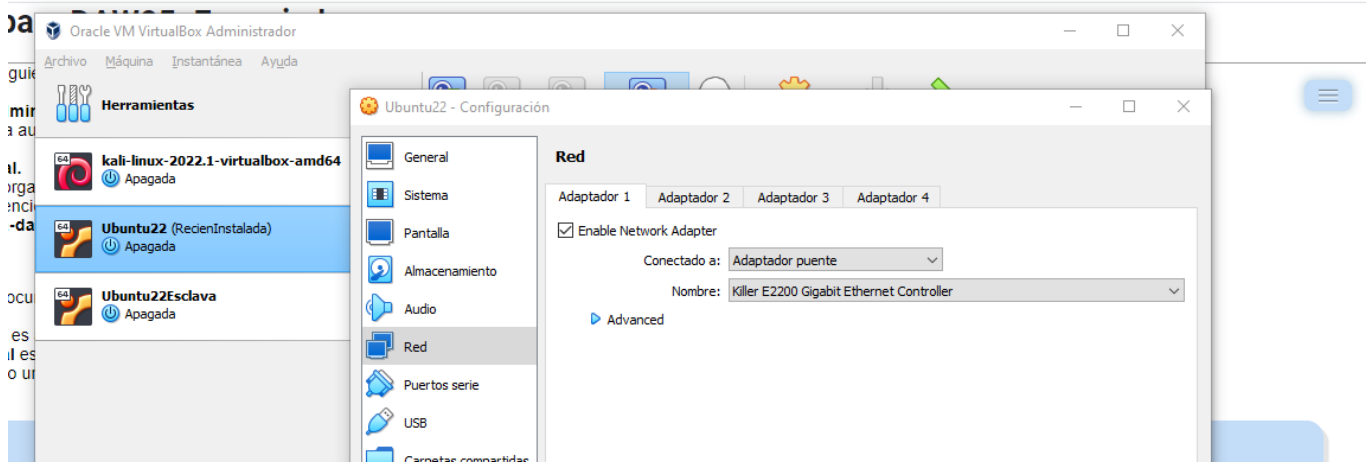 Oracle VM VirtualBox Administrador
Archivo Máquina Instantánea Ayuda
Herramientas
kali-linux-2022.1-virtualbox-amd64
Apagada
Ubuntu22 (RecienInstalada)
Apagada
Ubuntu22Esclava
Apagada
Ubuntu22 - Configuración
General
Sistema
Pantalla
Almacenamiento
Audio
Red
Puertos serie
USB
Carpetas compartidas
Red
Adaptador 1 Adaptador 2 Adaptador 3 Adaptador 4
Enable Network Adapter
Conectado a: Adaptador puente
Nombre: Killer E2200 Gigabit Ethernet Controller
Advanced